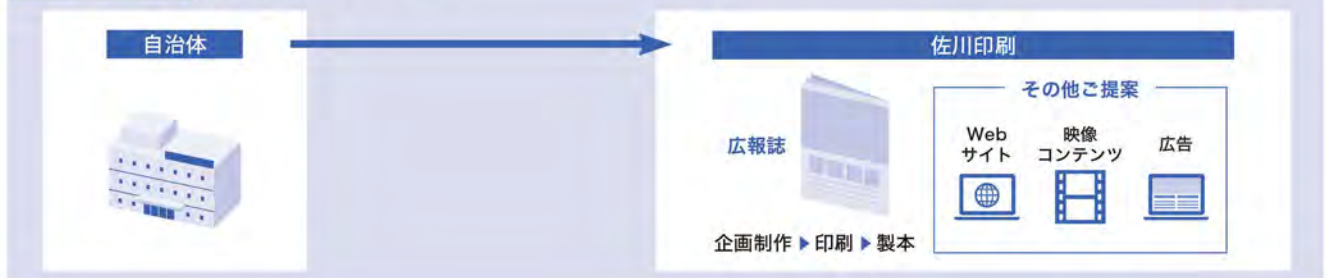 自治体
佐川印刷
その他ご提案
広報誌
Web
サイト
映像
コンテンツ
広告
企画制作▶印刷▶製本